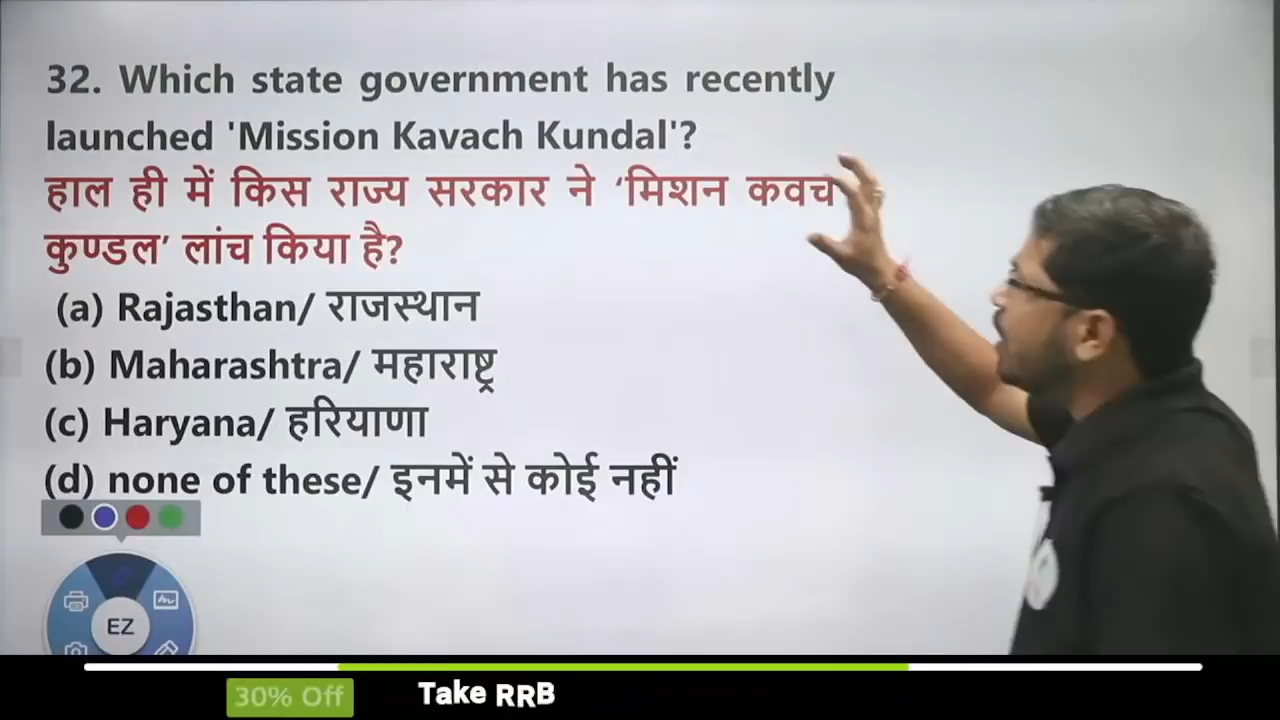 32. Which state government has recently
launched 'Mission Kavach Kundal'?
हाल ही में किस राज्य सरकार ने ‘मिशन कवच
कुण्डल’ लांच किया है?
(a) Rajasthan/ राजस्थान
(b) Maharashtra/ महाराष्ट्र
(c) Haryana/ हरियाणा
(d) none of these/ इनमें से कोई नहीं
EZ
30% Off Take RRB